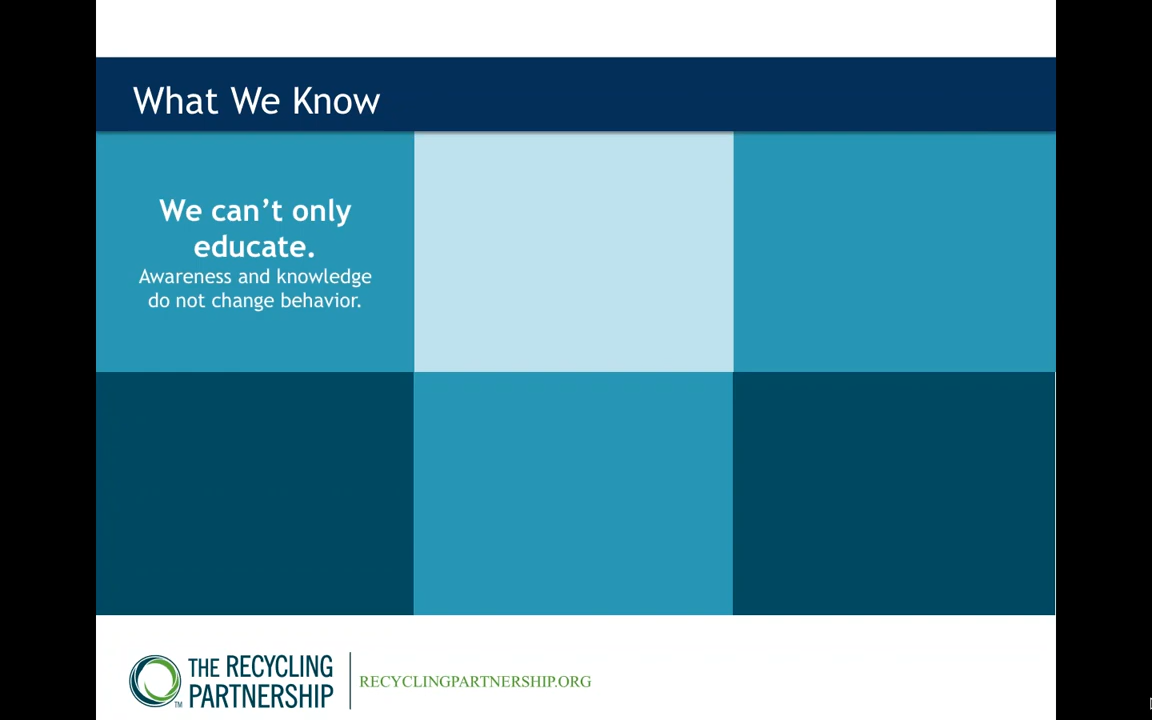 What We Know
We can’t only
educate.
Awareness and knowledge
do not change behavior.
THE RECYCLING
PARTNERSHIP
TM
RECYCLINGPARTNERSHIP.ORG